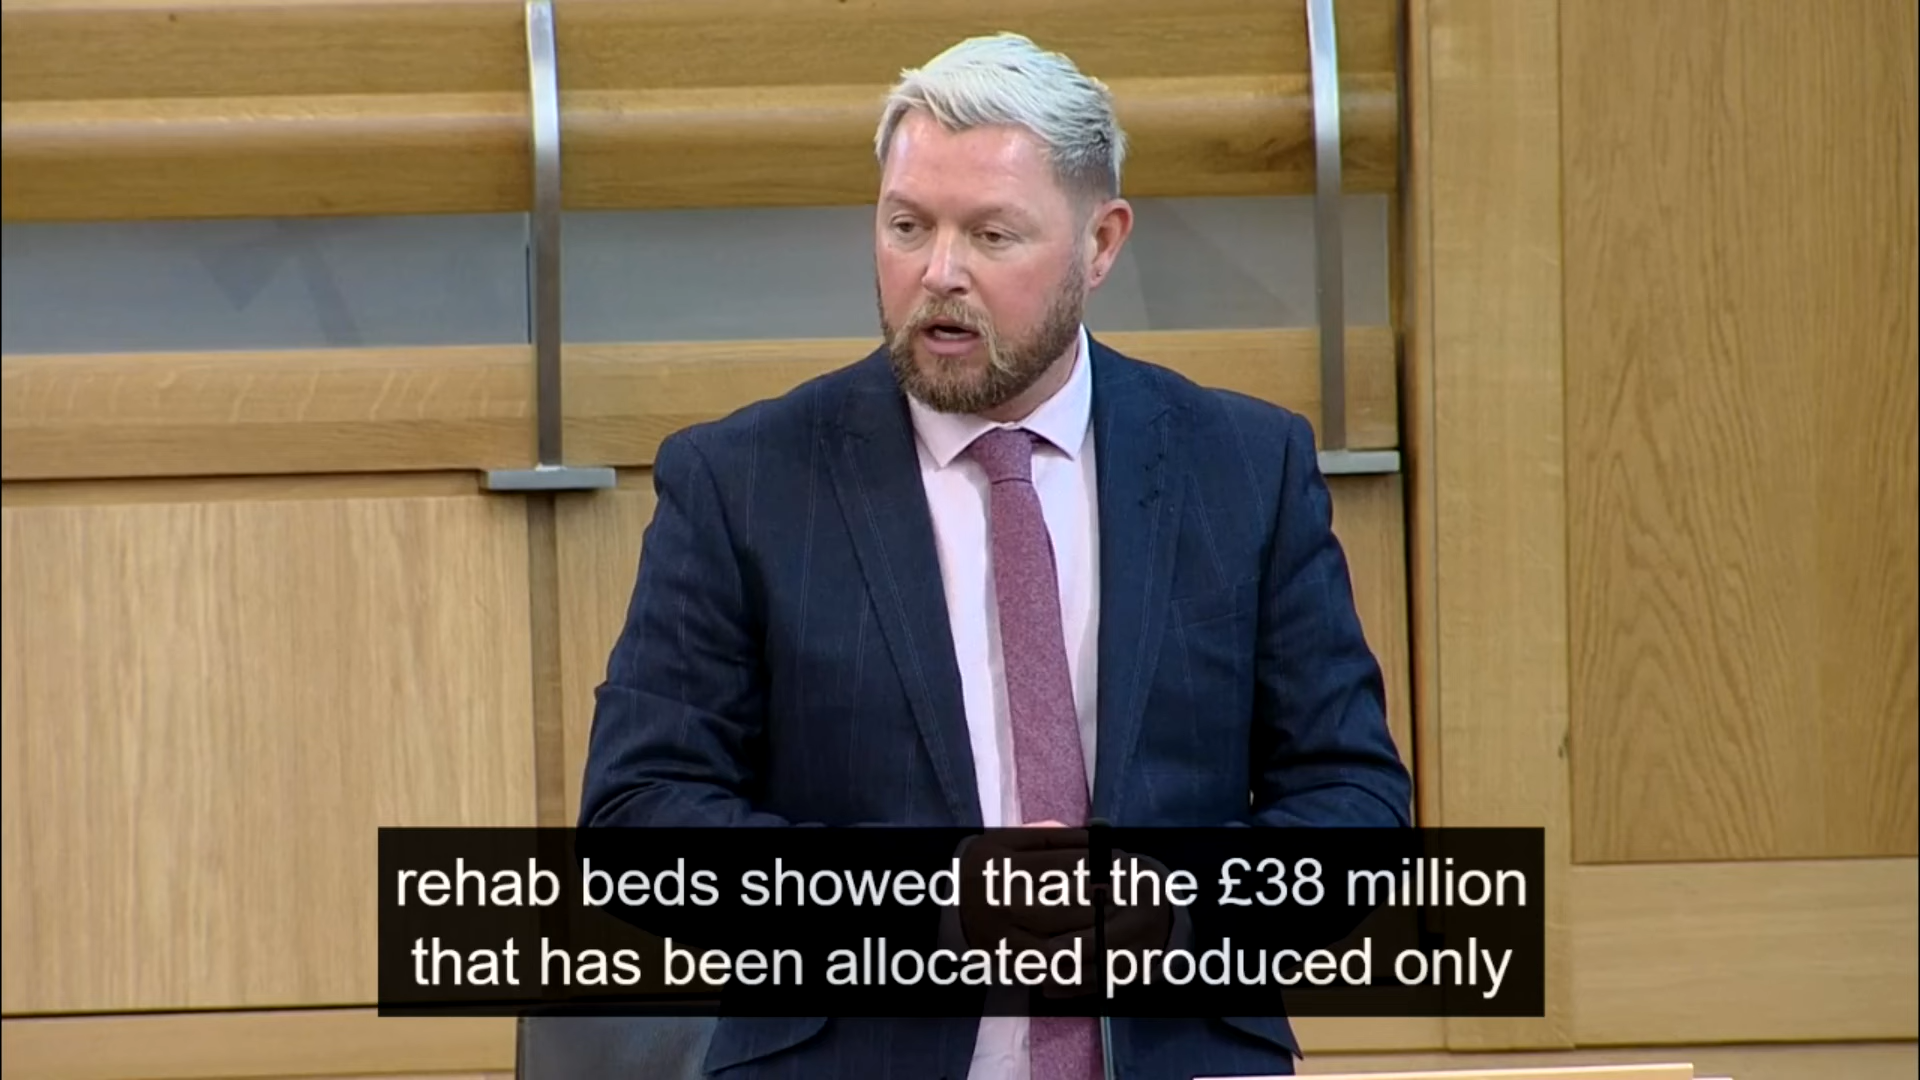 rehab beds showed that the £38 million
that has been allocated produced only